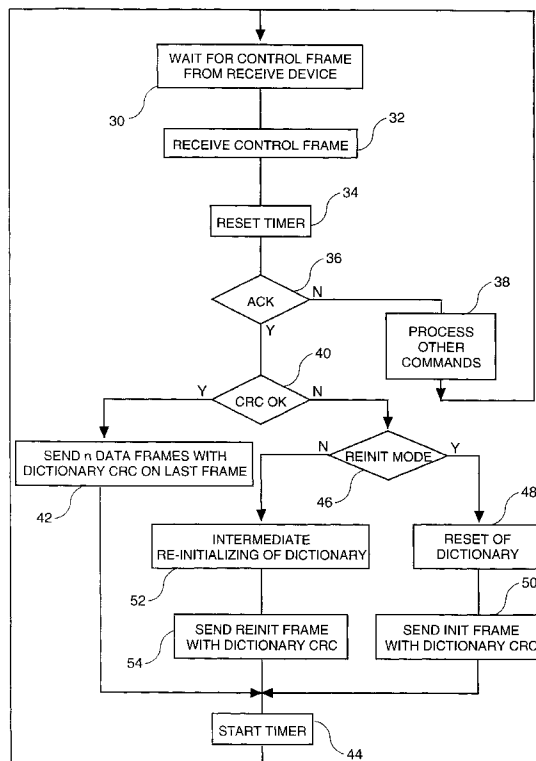 WAIT FOR CONTROL FRAME
FROM RECEIVE DEVICE
30
32
RECEIVE CONTROL FRAME
34
RESET TIMER
36
ACK
N
Y
38
PROCESS
OTHER
COMMANDS
40
Y
CRC OK
N
SEND n DATA FRAMES WITH
DICTIONARY CRC ON LAST FRAME
42
N
REINIT MODE
Y
46
48
INTERMEDIATE
RE-INITIALIZING OF DICTIONARY
52
RESET OF
DICTIONARY
50
SEND REINIT FRAME
WITH DICTIONARY CRC
54
SEND INIT FRAME
WITH DICTIONARY CRC
START TIMER
44